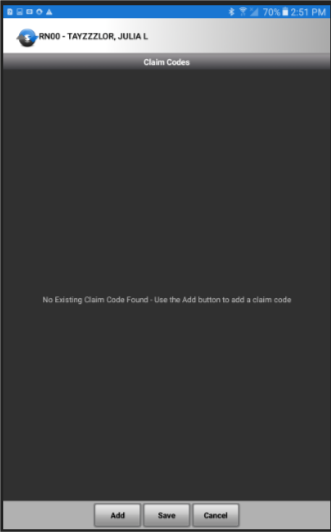 70% 2:51 PM
RN00 - TAYZZZLOR, JULIA L
Claim Codes
No Existing Claim Code Found - Use the Add button to add a claim code
Add Save Cancel